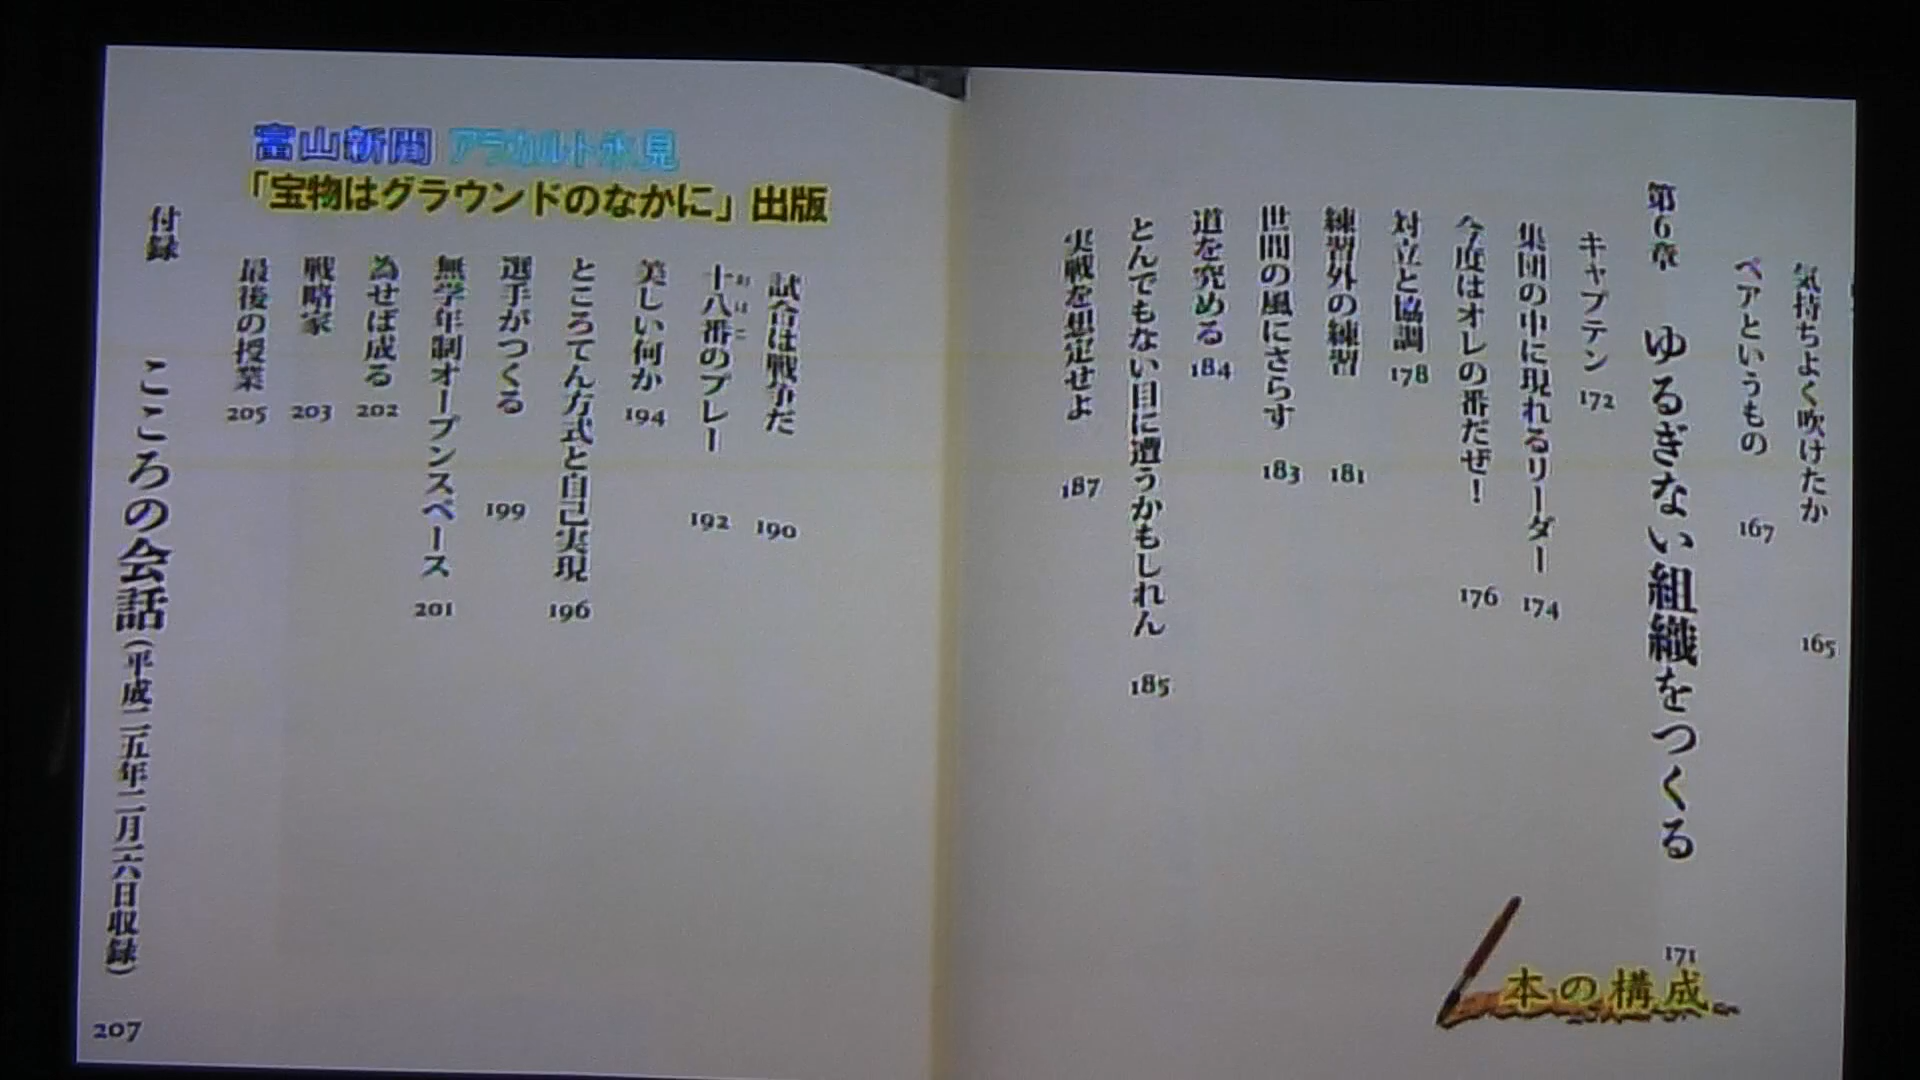 富山新聞 アラカルト氷見
「宝物はグラウンドのなかに」出版
気持ちよく吹けたか 165
ペアというもの 167
第6章 ゆるぎない組織をつくる 171
キャプテン 172
集団の中に現れるリーダー 174
今度はオレの番だぜ! 176
対立と協調 178
練習外の練習 181
世間の風にさらす 183
道を究める 184
とんでもない目に遭うかもしれん 185
実戦を想定せよ 187
試合は戦争だ 190
十八番のプレー 192
おはこ
美しい何か 194
ところてん方式と自己実現 196
選手がつくる 199
無学年制オープンスペース 201
為せば成る 202
戦略家 203
最後の授業 205
付録 こころの会話(平成二五年二月一六日収録) 207
本の構成